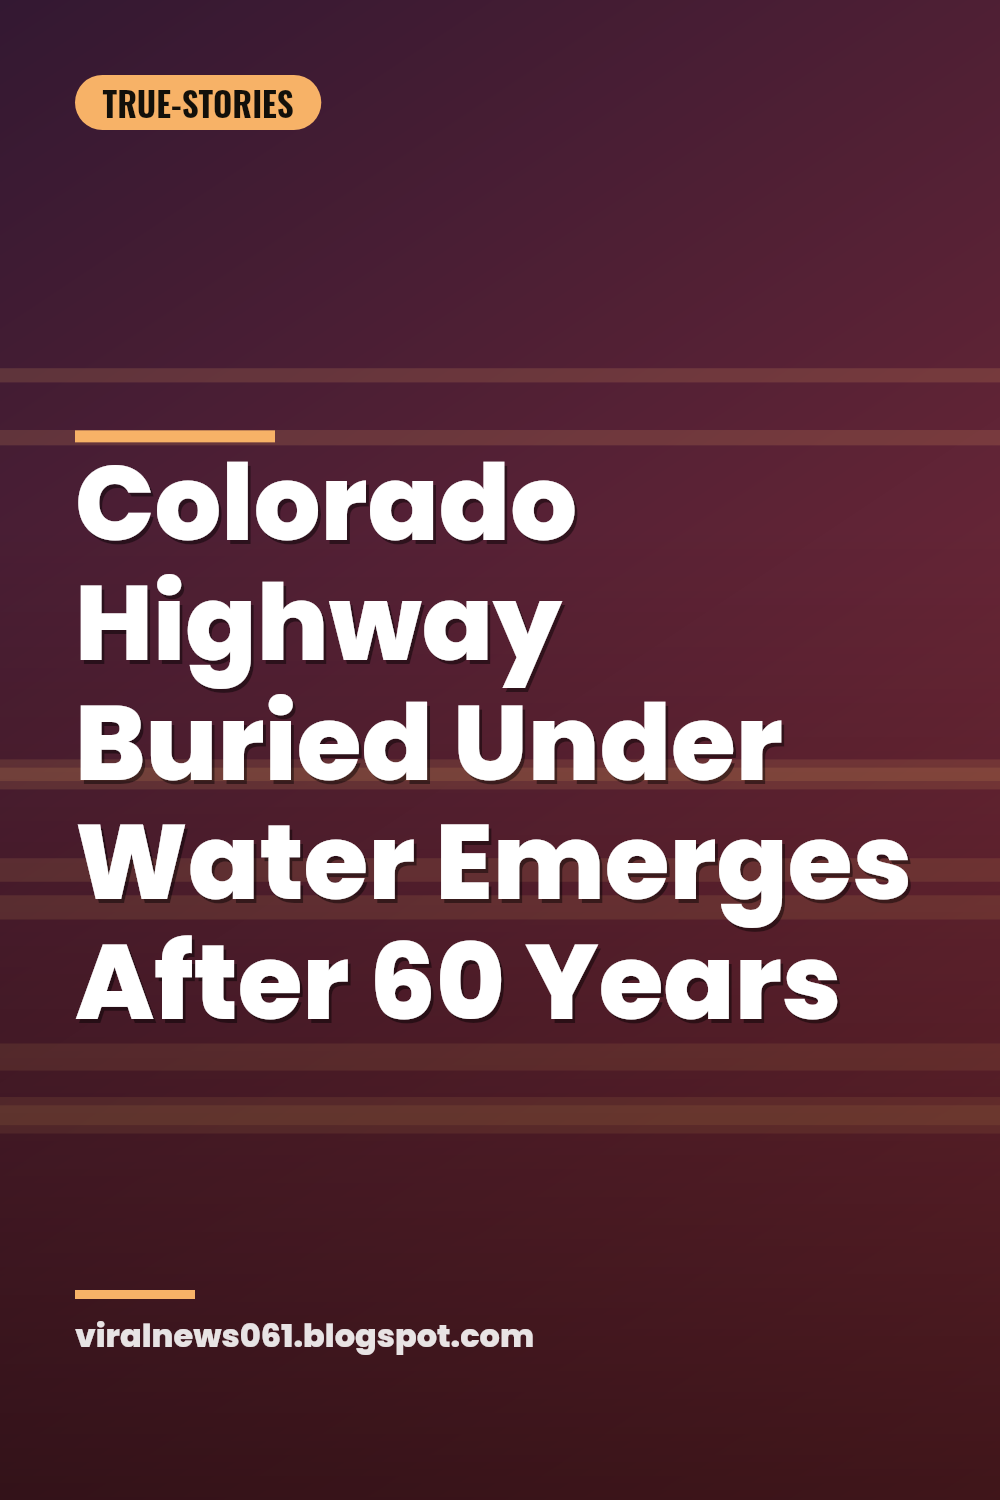 TRUE-STORIES
Colorado
Highway
Buried Under
Water Emerges
After 60 Years
viralnews061.blogspot.com